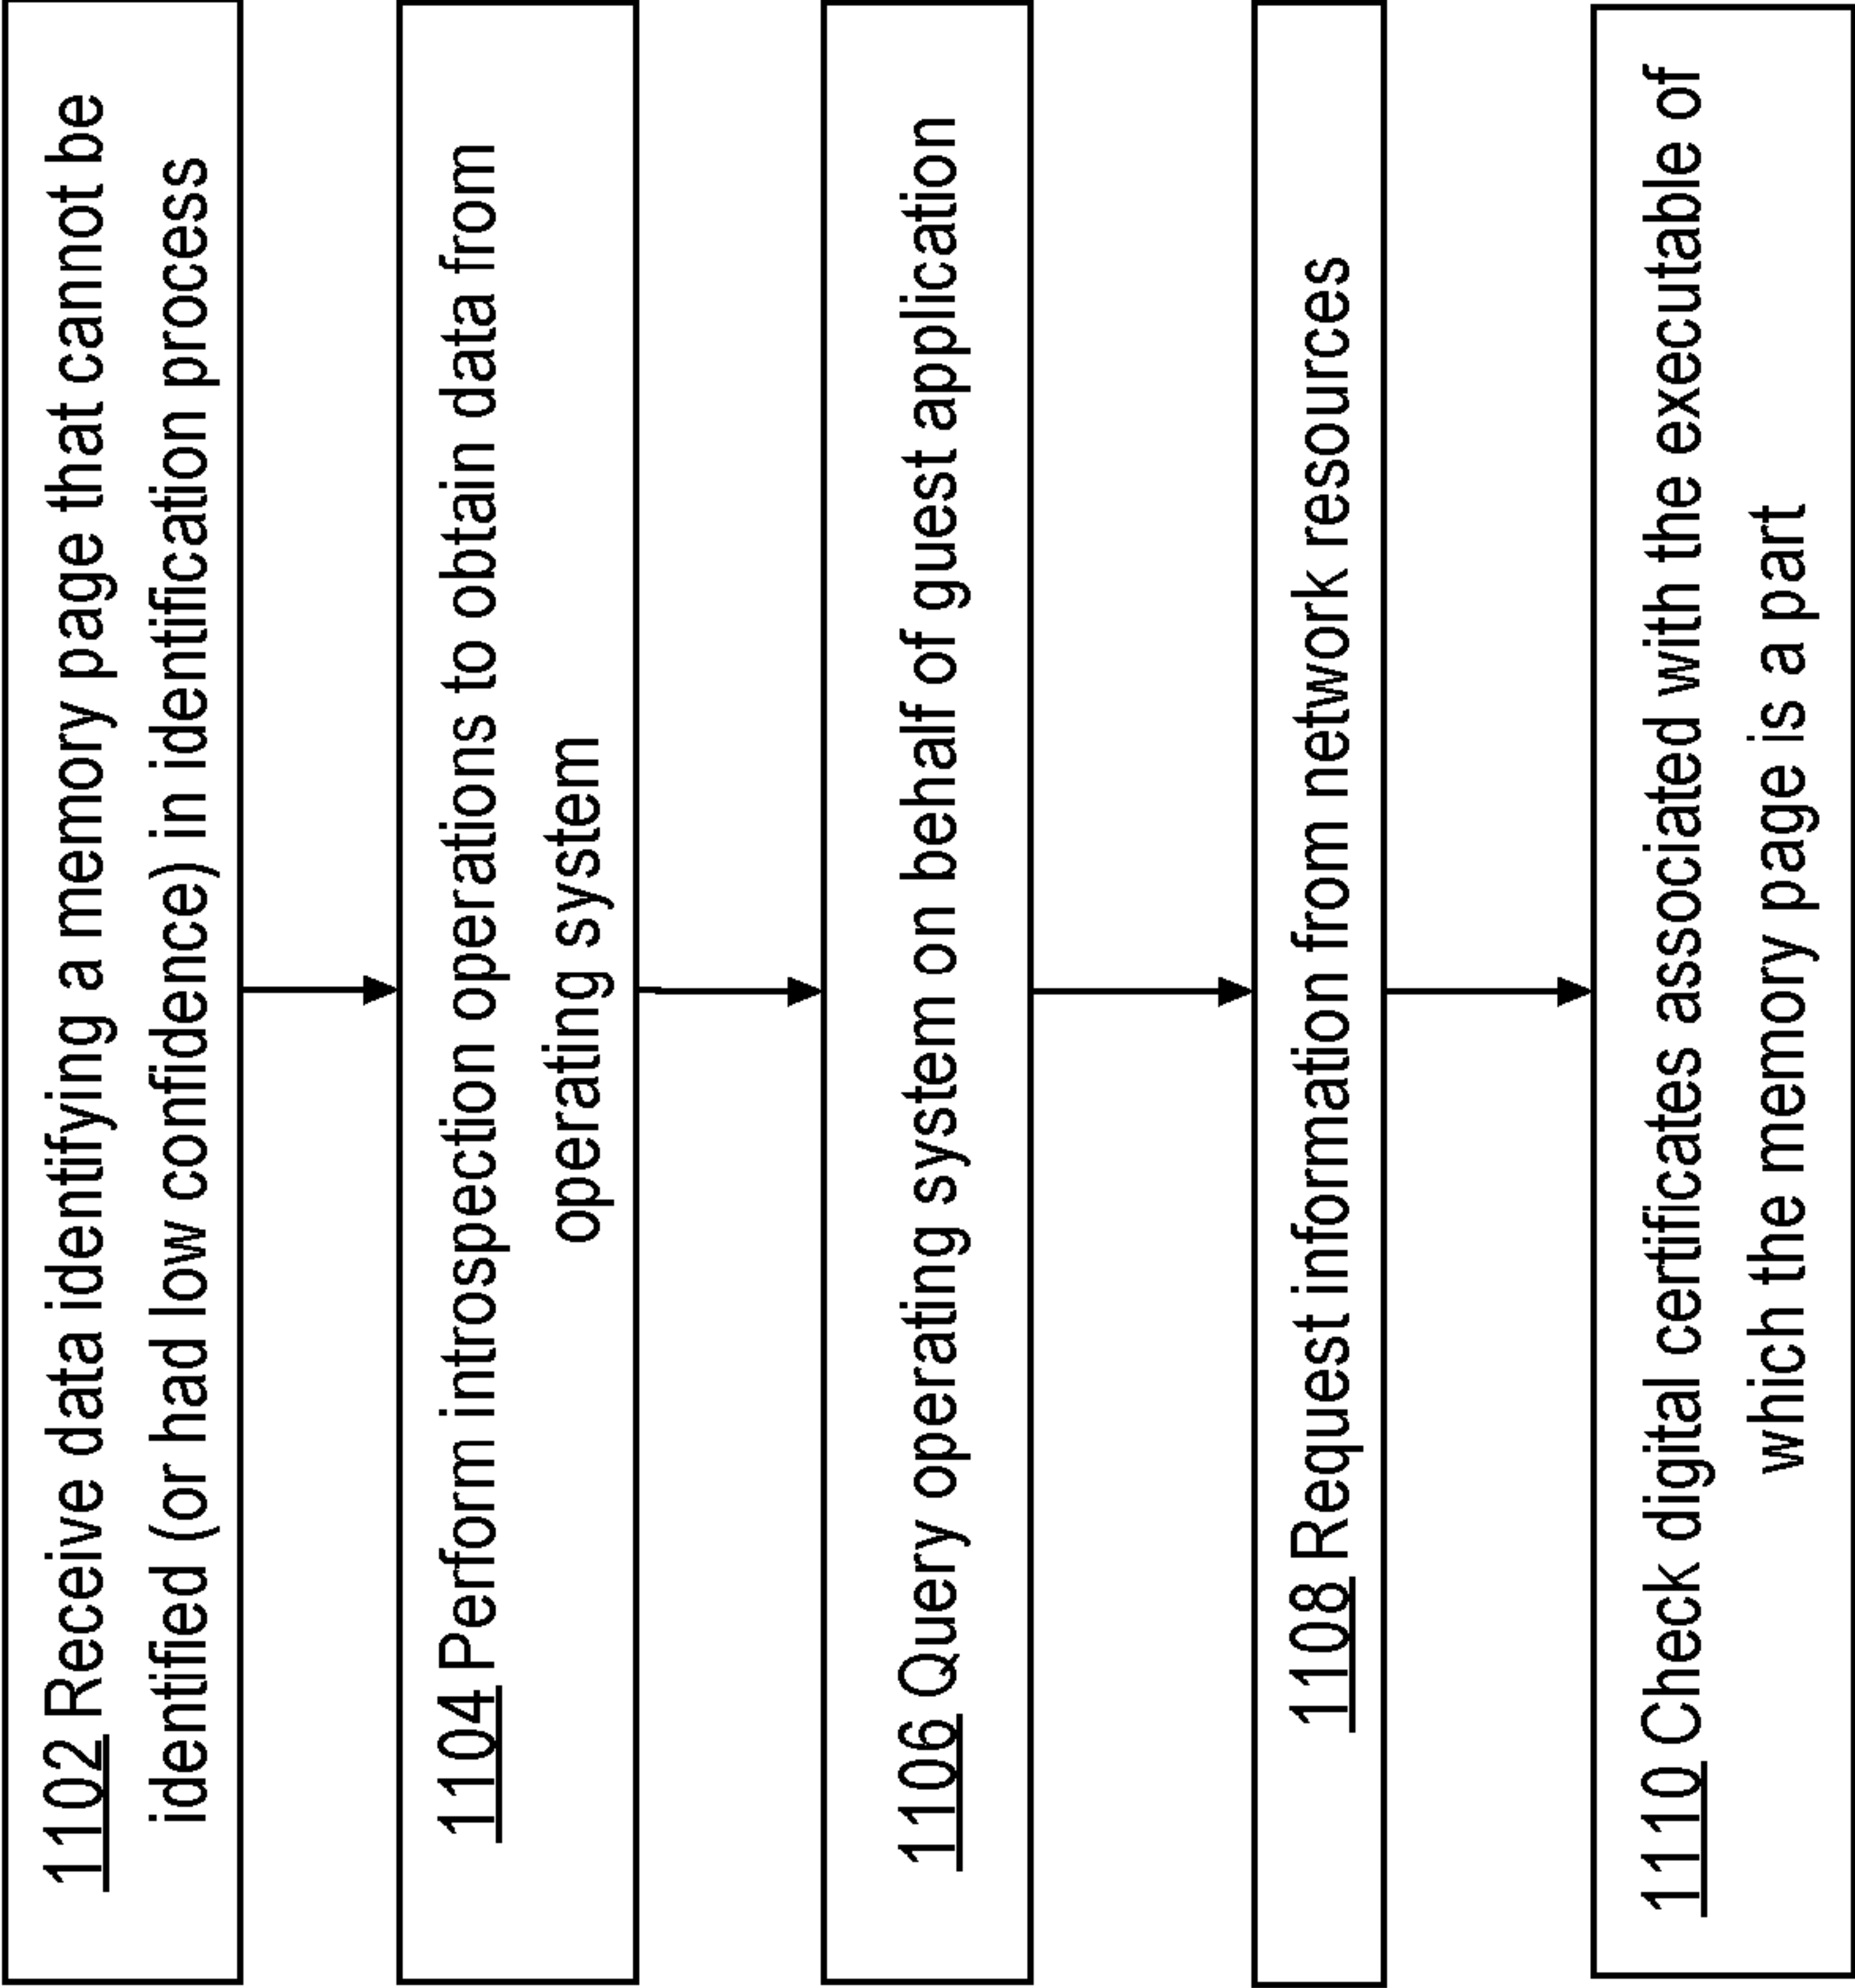 1102 Receive data identifying a memory page that cannot be
identified (or had low confidence) in identification process
1104 Perform introspection operations to obtain data from
operating system
1106 Query operating system on behalf of guest application
1108 Request information from network resources
1110 Check digital certificates associated with the executable of
which the memory page is a part